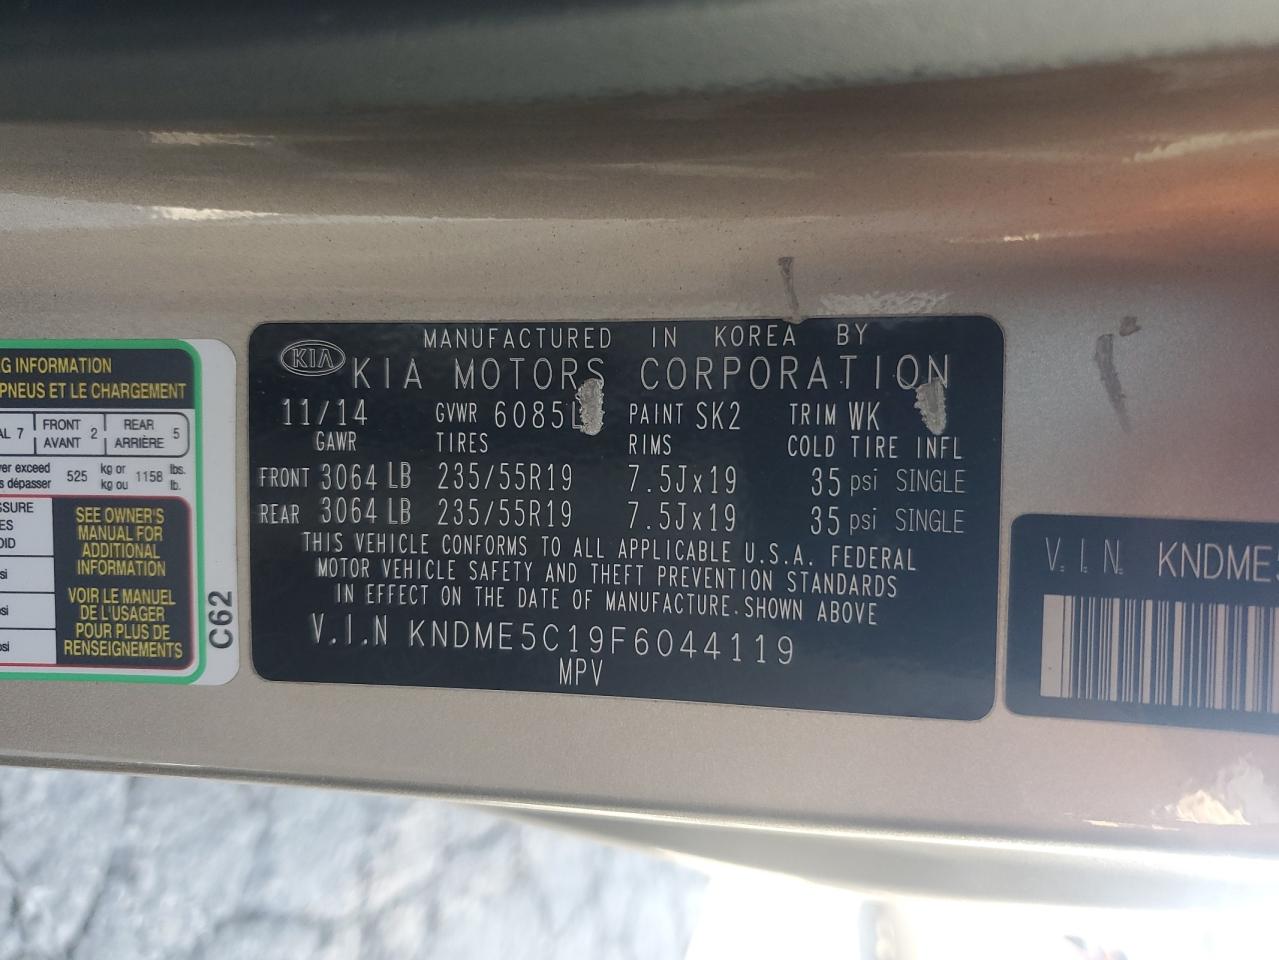 MANUFACTURED IN KOREA BY
KIA KIA MOTORS CORPORATION
11/14 GVWR 6085L PAINT SK2 TRIM WK
GAWR TIRES RIMS COLD TIRE INFL
FRONT 3064 LB 235/55R19 7.5Jx19 35 psi SINGLE
REAR 3064 LB 235/55R19 7.5Jx19 35 psi SINGLE
THIS VEHICLE CONFORMS TO ALL APPLICABLE U.S.A. FEDERAL
MOTOR VEHICLE SAFETY AND THEFT PREVENTION STANDARDS
IN EFFECT ON THE DATE OF MANUFACTURE.SHOWN ABOVE
V.I.N KNDME5C19F6044119
MPV
G INFORMATION
PNEUS ET LE CHARGEMENT
AL 7 FRONT 2 REAR 5
AVANT ARRIÈRE
ver exceed 525 kg or 1158 lbs.
s dépasser kg ou lb.
SSURE
ES
OID
si
si
osi
SEE OWNER'S
MANUAL FOR
ADDITIONAL
INFORMATION
VOIR LE MANUEL
DE L'USAGER
POUR PLUS DE
RENSEIGNEMENTS
C62
V.I.N. KNDME